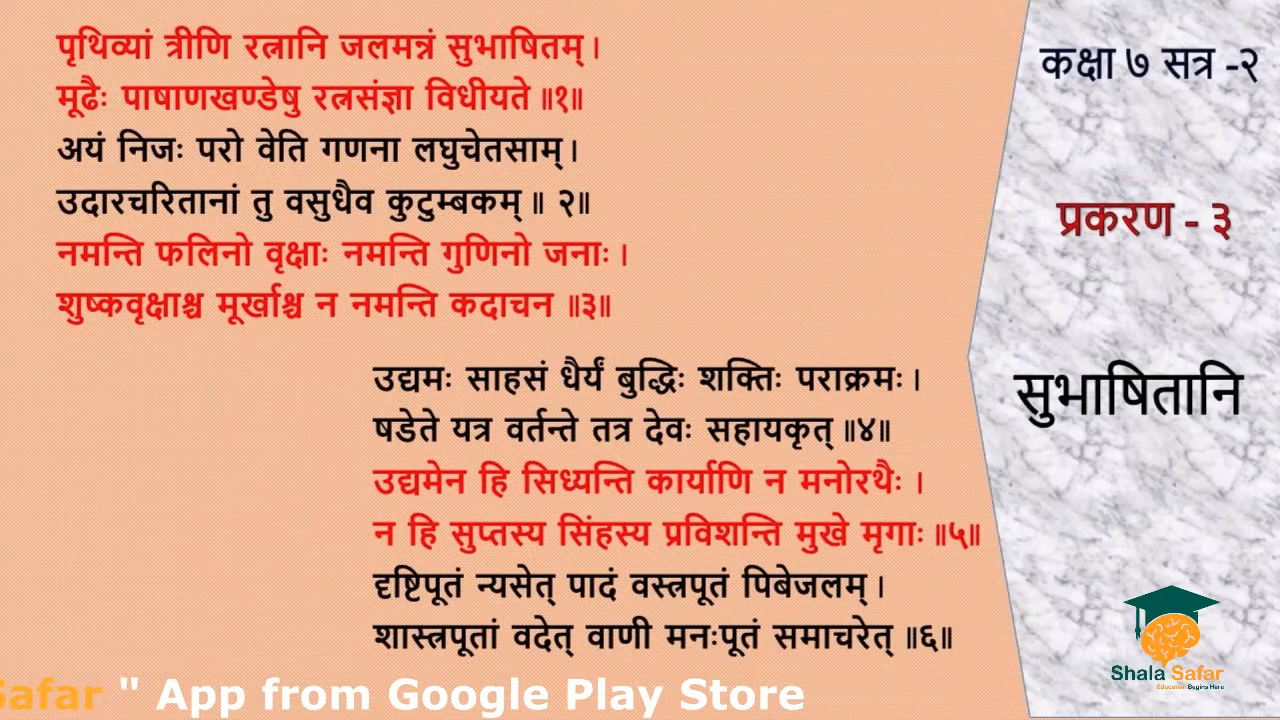 पृथिव्यां त्रीणि रत्नानि जलमन्नं सुभाषितम् ।
मूढैः पाषाणखण्डेषु रत्नसंज्ञा विधीयते ॥१॥
अयं निजः परो वेति गणना लघुचेतसाम् ।
उदारचरितानां तु वसुधैव कुटुम्बकम् ॥ २॥
नमन्ति फलिनो वृक्षाः नमन्ति गुणिनो जनाः ।
शुष्कवृक्षाश्च मूर्खाश्च न नमन्ति कदाचन ॥३॥
उद्यमः साहसं धैर्यं बुद्धिः शक्तिः पराक्रमः ।
षडेते यत्र वर्तन्ते तत्र देवः सहायकृत् ॥४॥
उद्यमेन हि सिध्यन्ति कार्याणि न मनोरथैः ।
न हि सुप्तस्य सिंहस्य प्रविशन्ति मुखे मृगाः ॥५॥
दृष्टिपूतं न्यसेत् पादं वस्त्रपूतं पिबेजलम् ।
शास्त्रपूतां वदेत् वाणी मनःपूतं समाचरेत् ॥६॥
कक्षा ७ सत्र -२
प्रकरण - ३
सुभाषितानि
Shala Safar
Education Begins Here
Safar " App from Google Play Store